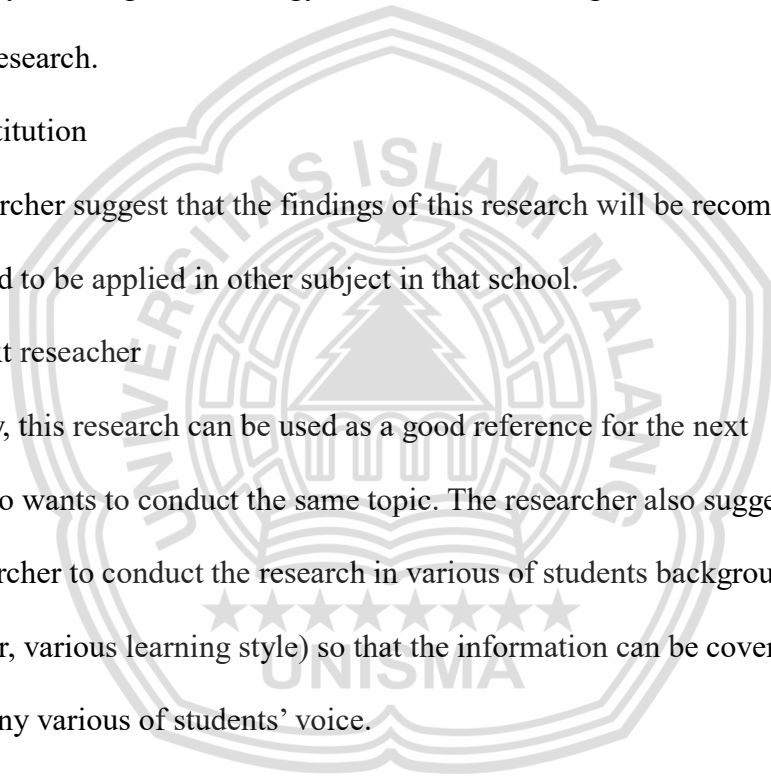 esearch.
titution
rcher suggest that the findings of this research will be recom
d to be applied in other subject in that school.
t reseacher
, this research can be used as a good reference for the next
o wants to conduct the same topic. The researcher also sugge
rcher to conduct the research in various of students backgrou
r, various learning style) so that the information can be cover
ny various of students’ voice.
UNIVERSITAS ISLAM MALANG
UNISMA